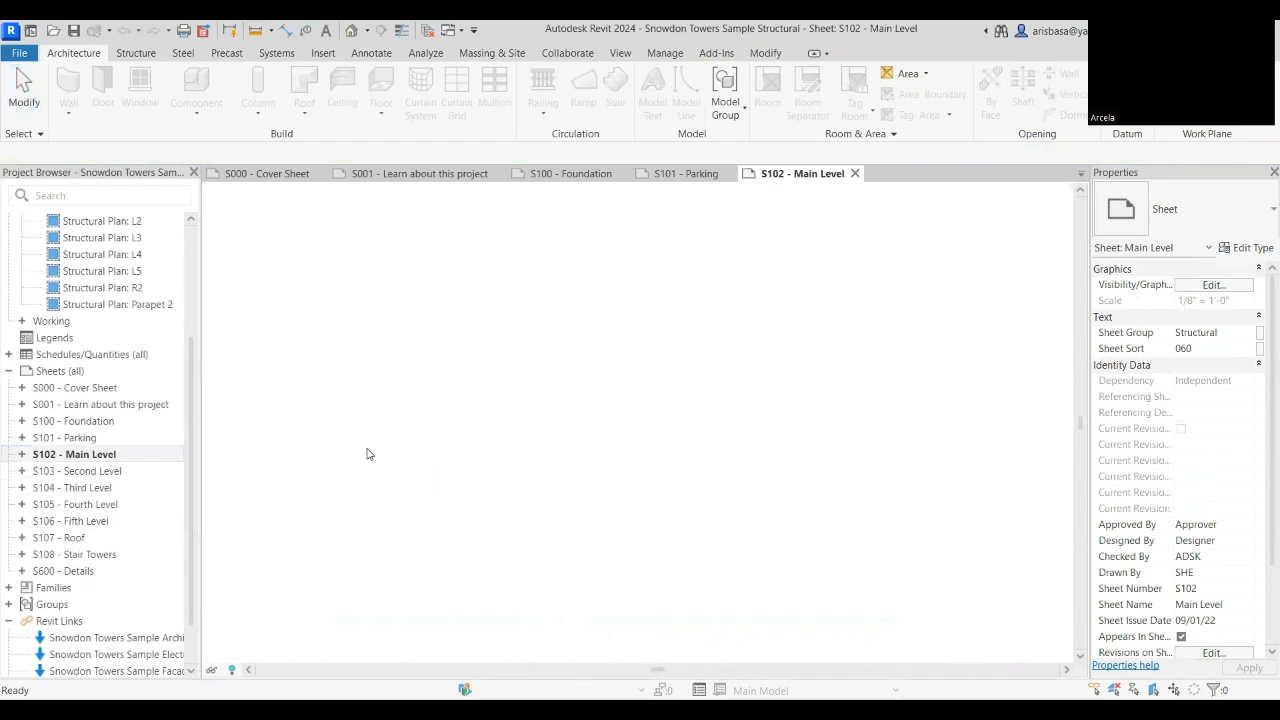 Autodesk Revit 2024 - Snowdon Towers Sample Structural - Sheet: S102 - Main Level
arisbasa@ya
File Architecture Structure Steel Precast Systems Insert Annotate Analyze Massing & Site Collaborate View Manage Add-Ins Modify
Modify
Wall
Door
Window
Component
Column
Roof
Ceiling
Floor
Curtain System
Curtain Grid
Mullion
Railing
Ramp
Stair
Model Text
Model Line
Model Group
Room
Room Separator
Tag Room
Area
Area Boundary
Tag Area
By Face
Shaft
Wall
Arcela
Select
Build
Circulation
Model
Room & Area
Opening
Datum
Work Plane
Project Browser - Snowdon Towers Sam...
S000 - Cover Sheet
S001 - Learn about this project
S100 - Foundation
S101 - Parking
S102 - Main Level
Properties
Search
Structural Plan: L2
Structural Plan: L3
Structural Plan: L4
Structural Plan: L5
Structural Plan: R2
Structural Plan: Parapet 2
Working
Legends
Schedules/Quantities (all)
Sheets (all)
S000 - Cover Sheet
S001 - Learn about this project
S100 - Foundation
S101 - Parking
S102 - Main Level
S103 - Second Level
S104 - Third Level
S105 - Fourth Level
S106 - Fifth Level
S107 - Roof
S108 - Stair Towers
S600 - Details
Families
Groups
Revit Links
Snowdon Towers Sample Archi
Snowdon Towers Sample Elect
Snowdon Towers Sample Facad
Sheet
Sheet: Main Level Edit Type
Graphics
Visibility/Graph... Edit...
Scale 1/8" = 1'-0"
Text
Sheet Group Structural
Sheet Sort 060
Identity Data
Dependency Independent
Referencing Sh...
Referencing De...
Current Revisio...
Current Revisio...
Current Revisio...
Current Revisio...
Current Revisio...
Current Revision
Approved By Approver
Designed By Designer
Checked By ADSK
Drawn By SHE
Sheet Number S102
Sheet Name Main Level
Sheet Issue Date 09/01/22
Appears In She...
Revisions on Sh... Edit...
Properties help Apply
Ready
:0
Main Model
:0